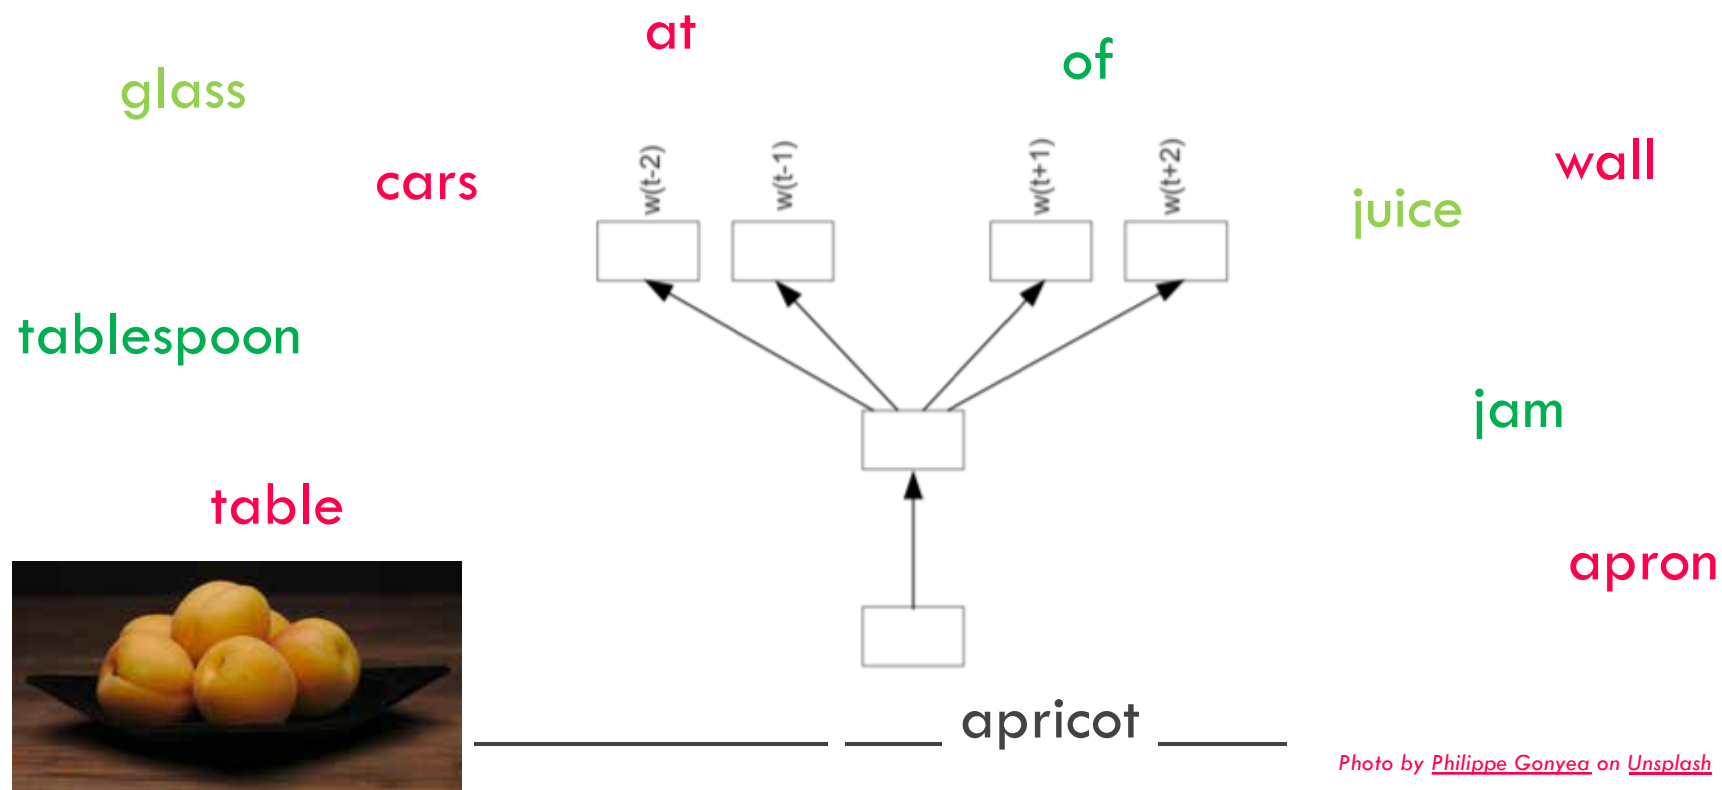 at
of
glass
w(t-2)
w(t-1)
w(t+1)
w(t+2)
wall
cars
juice
tablespoon
jam
table
apron
apricot
Photo by Philippe Gonyea on Unsplash